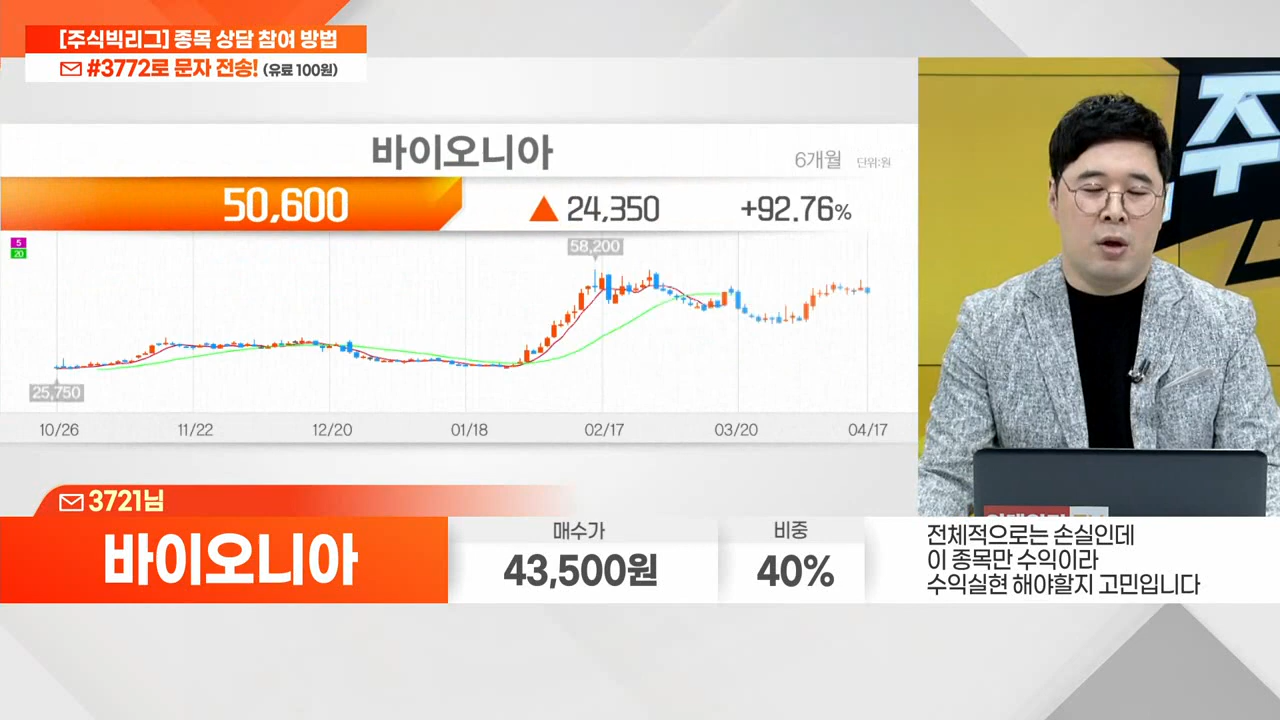 [주식빅리그] 종목 상담 참여 방법
#3772로 문자 전송! (유료 100원)
바이오니아
6개월 단위:원
50,600 ▲ 24,350 +92.76%
5
20
58,200
25,750
10/26 11/22 12/20 01/18 02/17 03/20 04/17
주
3721님
바이오니아
매수가
43,500원
비중
40%
전체적으로는 손실인데
이 종목만 수익이라
수익실현 해야할지 고민입니다